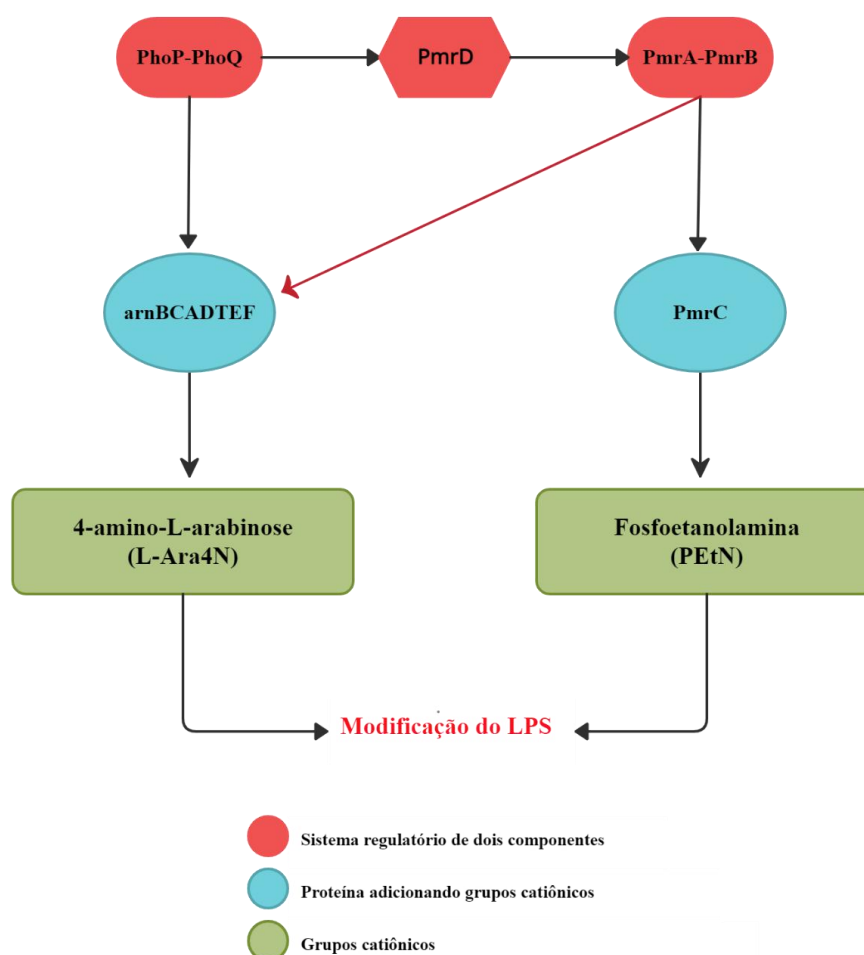 PhoP-PhoQ
PmrD
PmrA-PmrB
arnBCADTEF
PmrC
4-amino-L-arabinose
(L-Ara4N)
Fosfoetanolamina
(PEtN)
Modificação do LPS
Sistema regulatório de dois componentes
Proteína adicionando grupos catiônicos
Grupos catiônicos